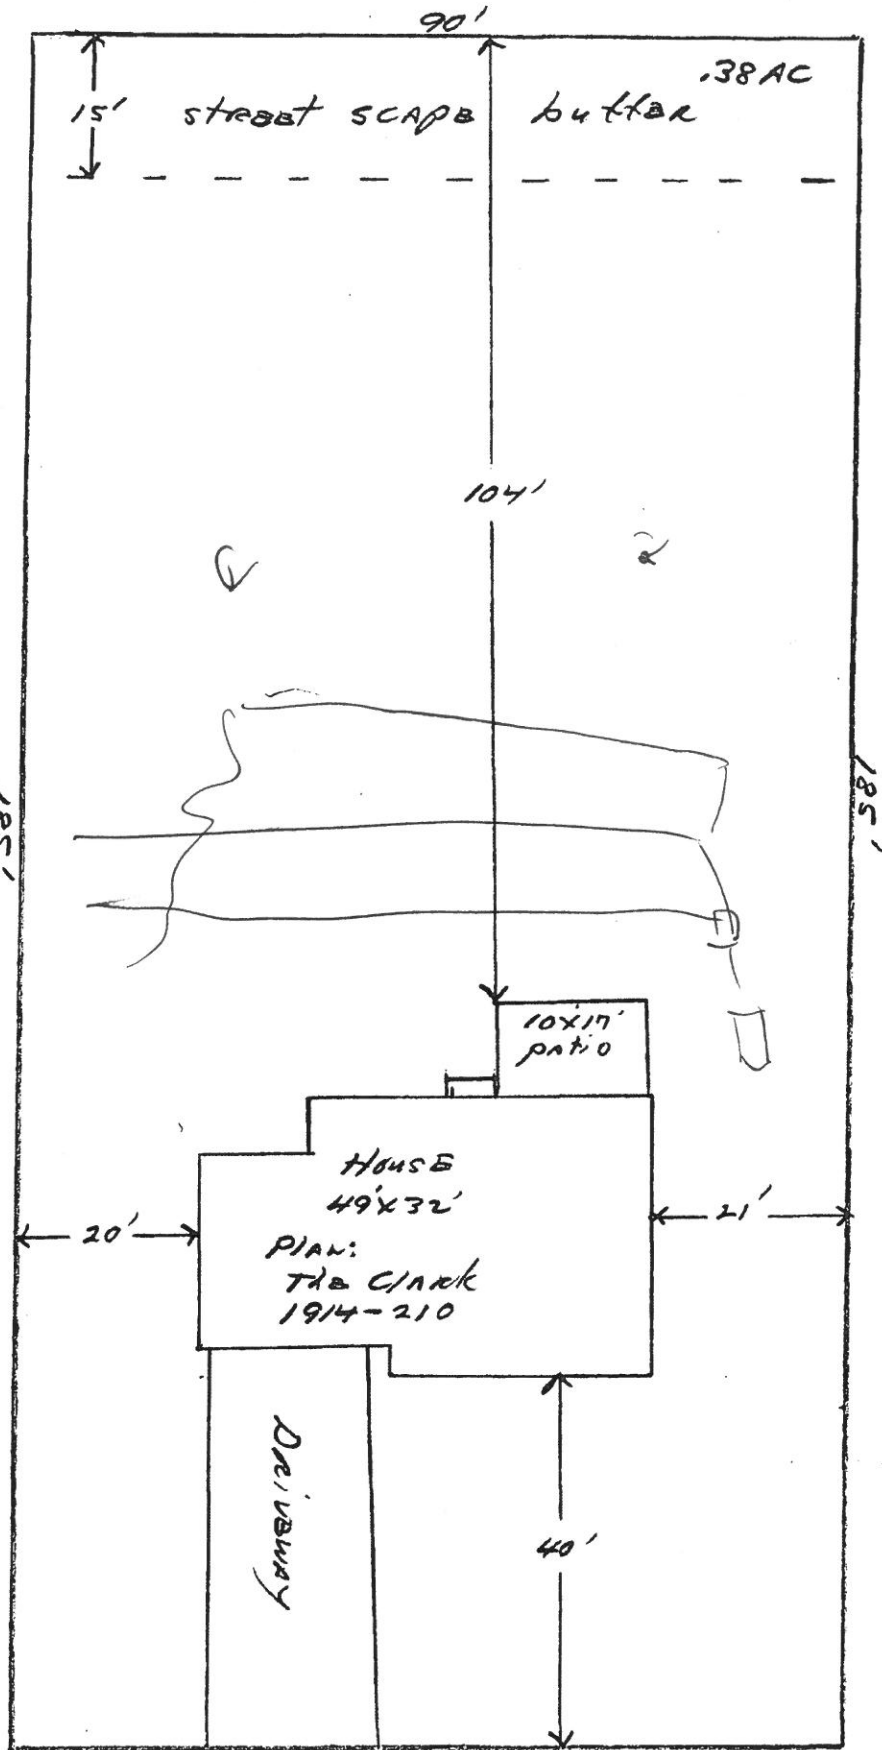 90'
.38 AC
15' street scape buffer
104'
185'
185'
10x17'
patio
House
49'x32'
Plan:
The Clark
1914-210
20'
21'
Driveway
40'